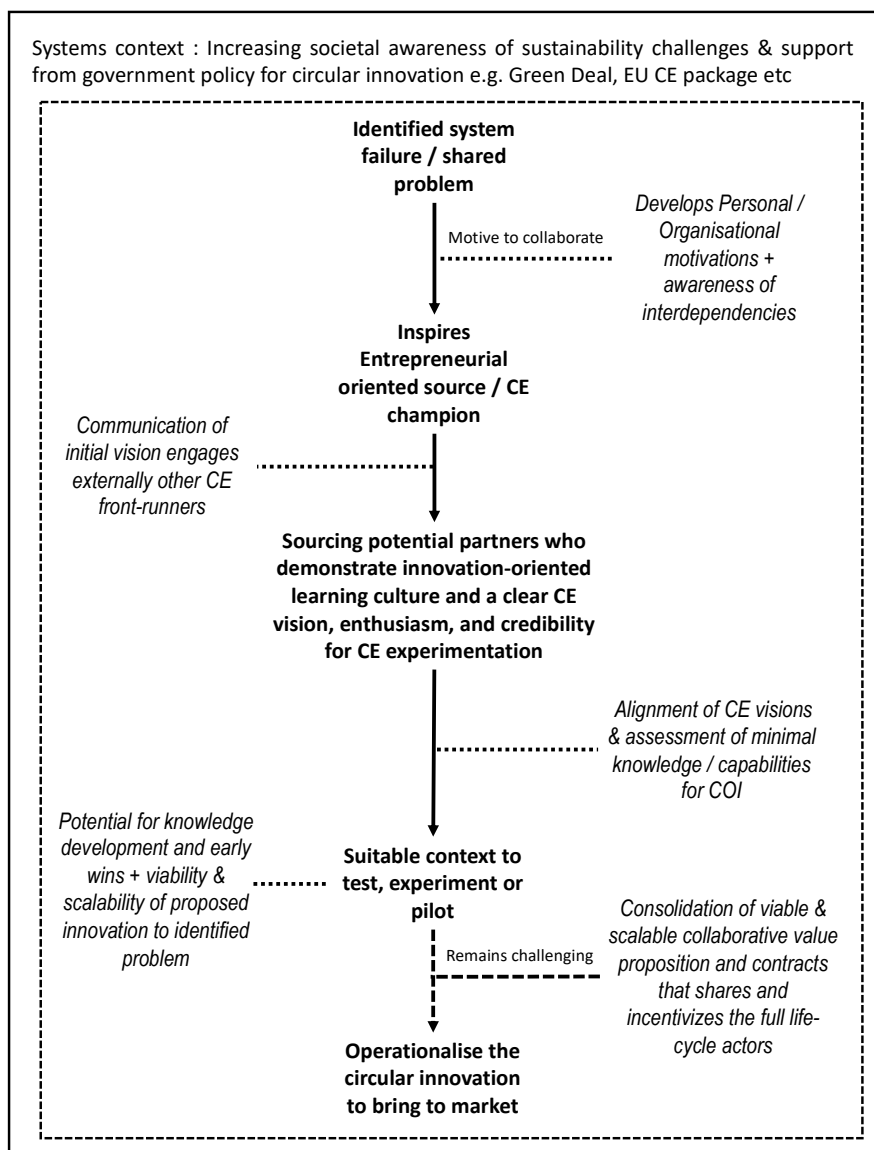 Systems context : Increasing societal awareness of sustainability challenges & support
from government policy for circular innovation e.g. Green Deal, EU CE package etc
Identified system
failure / shared
problem
Motive to collaborate
Develops Personal /
Organisational
motivations +
awareness of
interdependencies
Inspires
Entrepreneurial
oriented source / CE
champion
Communication of
initial vision engages
externally other CE
front-runners
Sourcing potential partners who
demonstrate innovation-oriented
learning culture and a clear CE
vision, enthusiasm, and credibility
for CE experimentation
Alignment of CE visions
& assessment of minimal
knowledge / capabilities
for COI
Potential for knowledge
development and early
wins + viability &
scalability of proposed
innovation to identified
problem
Suitable context to
test, experiment or
pilot
Remains challenging
Consolidation of viable &
scalable collaborative value
proposition and contracts
that shares and
incentivizes the full life-
cycle actors
Operationalise the
circular innovation
to bring to market